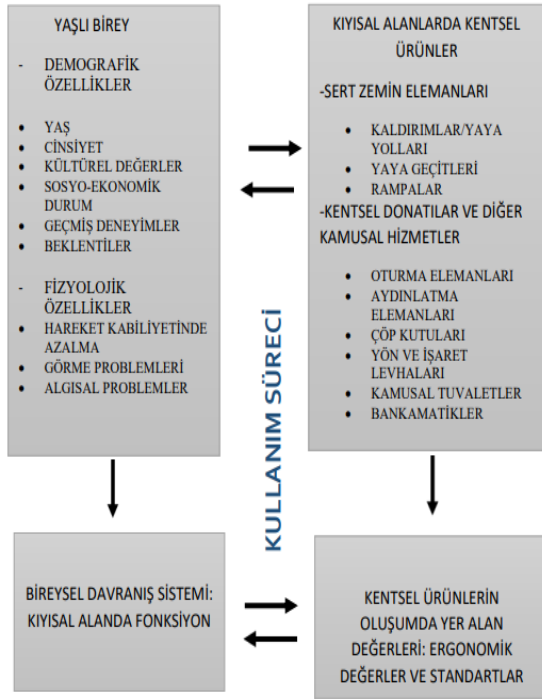 YAŞLI BİREY
- DEMOGRAFİK
ÖZELLİKLER
• YAŞ
• CİNSİYET
• KÜLTÜREL DEĞERLER
• SOSYO-EKONOMİK
DURUM
• GEÇMİŞ DENEYİMLER
• BEKLENTİLER
- FİZYOLOJİK
ÖZELLİKLER
• HAREKET KABİLİYETİNDE
AZALMA
• GÖRME PROBLEMLERİ
• ALGISAL PROBLEMLER
KULLANIM SÜRECİ
KIYISAL ALANLARDA KENTSEL
ÜRÜNLER
-SERT ZEMİN ELEMANLARI
• KALDIRIMLAR/YAYA
YOLLARI
• YAYA GEÇİTLERİ
• RAMPALAR
-KENTSEL DONATILAR VE DİĞER
KAMUSAL HİZMETLER
• OTURMA ELEMANLARI
• AYDINLATMA
ELEMANLARI
• ÇÖP KUTULARI
• YÖN VE İŞARET
LEVHALARI
• KAMUSAL TUVALETLER
• BANKAMATİKLER
BİREYSEL DAVRANIŞ SİSTEMİ:
KIYISAL ALANDA FONKSİYON
KENTSEL ÜRÜNLERİN
OLUŞUMDA YER ALAN
DEĞERLERİ: ERGONOMİK
DEĞERLER VE STANDARTLAR